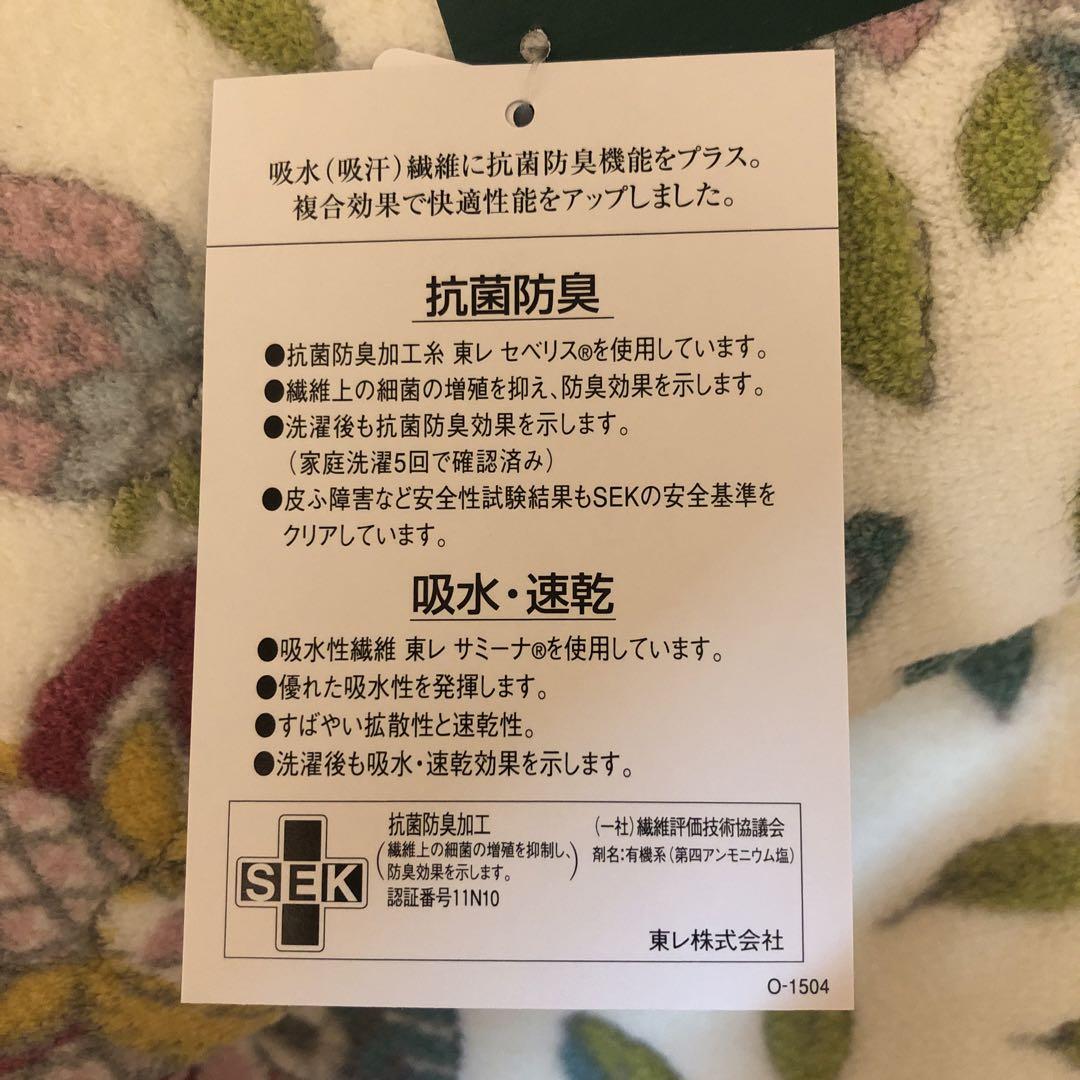 吸水(吸汗)繊維に抗菌防臭機能をプラス。
複合効果で快適性能をアップしました。
抗菌防臭
●抗菌防臭加工糸 東レ セベリス®を使用しています。
●繊維上の細菌の増殖を抑え、防臭効果を示します。
●洗濯後も抗菌防臭効果を示します。
(家庭洗濯5回で確認済み)
●皮ふ障害など安全性試験結果もSEKの安全基準を
クリアしています。
吸水・速乾
●吸水性繊維 東レ サミーナ®を使用しています。
●優れた吸水性を発揮します。
●すばやい拡散性と速乾性。
●洗濯後も吸水・速乾効果を示します。
SEK
抗菌防臭加工
(繊維上の細菌の増殖を抑制し、
防臭効果を示します。)
認証番号11N10
(一社)繊維評価技術協議会
剤名:有機系(第四アンモニウム塩)
東レ株式会社
O-1504